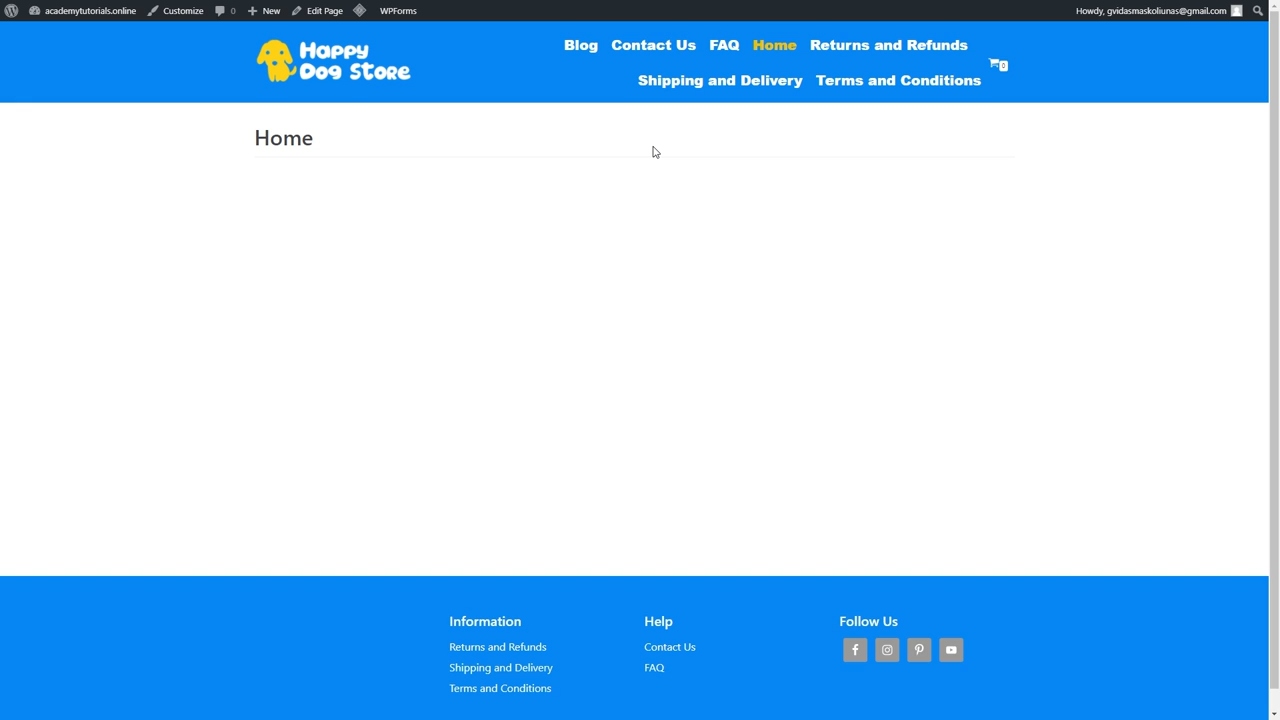 academytutorials.online Customize 0 New Edit Page WPForms Howdy, gvidasmaskoliunas@gmail.com
Happy
Dog Store
Blog Contact Us FAQ Home Returns and Refunds
Shipping and Delivery Terms and Conditions 0
Home
Information Help Follow Us
Returns and Refunds Contact Us
Shipping and Delivery FAQ
Terms and Conditions